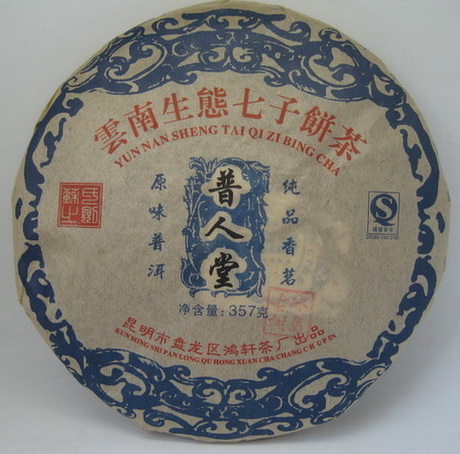 雲南生態七子餅茶
YUN NAN SHENG TAI QI ZI BING CHA
原味普洱
普人堂
純品香茗
净含量：357克
昆明市盘龙区鸿轩茶厂出品
KUN MING SHI PAN LONG QU HONG XUAN CHA CHANG CHUPIN